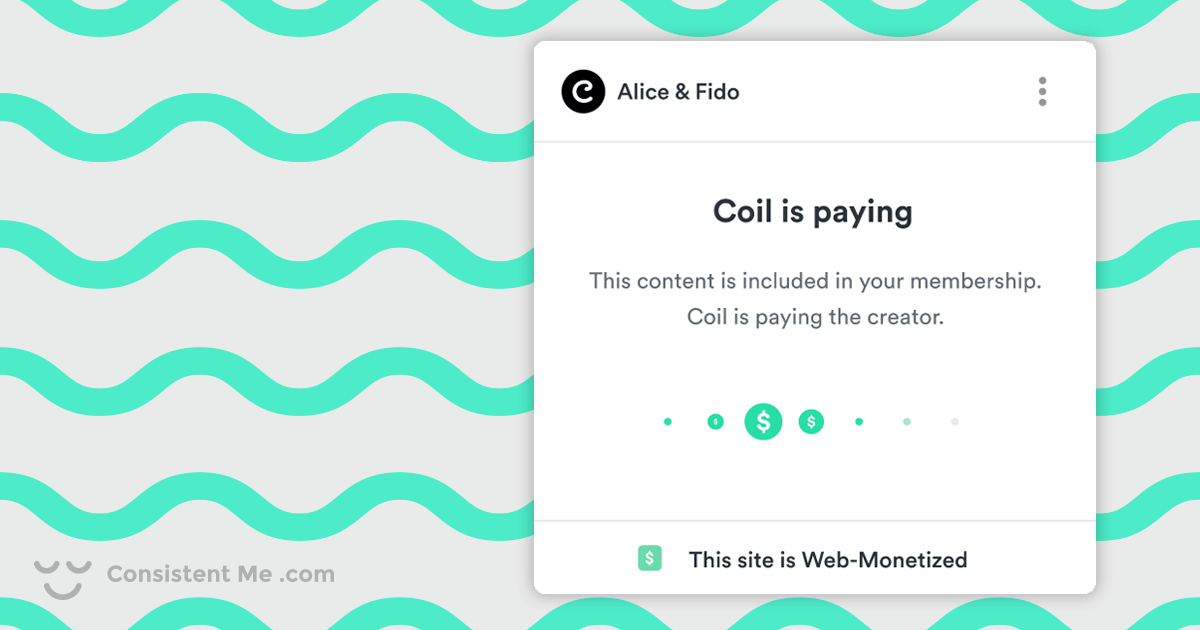 Alice & Fido
Coil is paying
This content is included in your membership.
Coil is paying the creator.
$ $ $
$ This site is Web-Monetized
Consistent Me .com